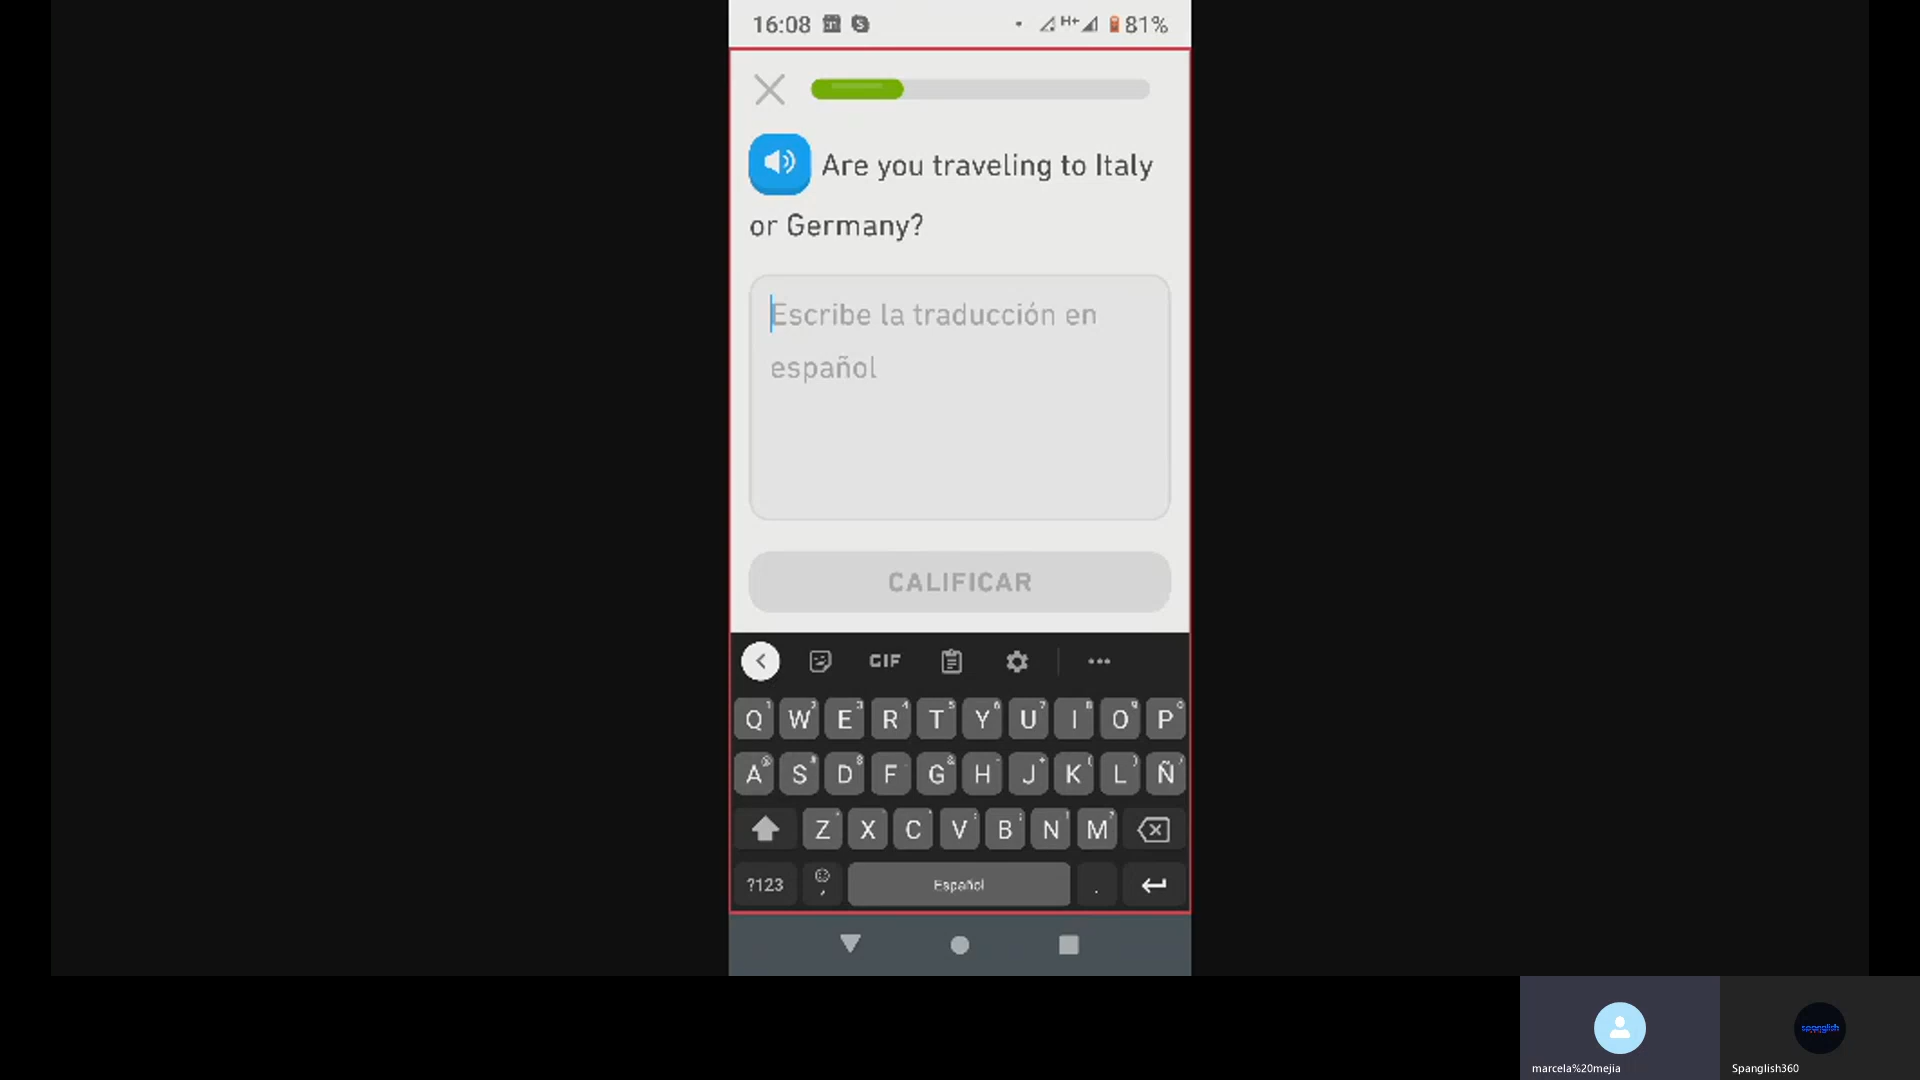 16:08 H+ 81%
Are you traveling to Italy
or Germany?
Escribe la traducción en
español
CALIFICAR
GIF
Q W E R T Y U I O P
A S D F G H J K L Ñ
Z X C V B N M
?123 , Español .
spanglish
marcela%20mejia Spanglish360